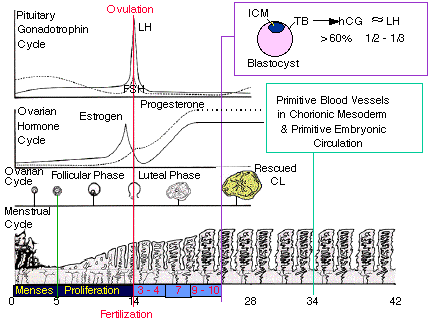 Ovulation
Pituitary
Gonadotrophin
Cycle
LH
FSH
ICM
TB
hCG ≈ LH
>60% 1/2 - 1/3
Blastocyst
Ovarian
Hormone
Cycle
Estrogen
Progesterone
Primitive Blood Vessels
in Chorionic Mesoderm
& Primitive Embryonic
Circulation
Ovarian
Cycle
Follicular Phase
Luteal Phase
Rescued
CL
Menstrual
Cycle
Menses Proliferation 3 - 4 7 9 - 10
0 5 14 28 34 42
Fertilization